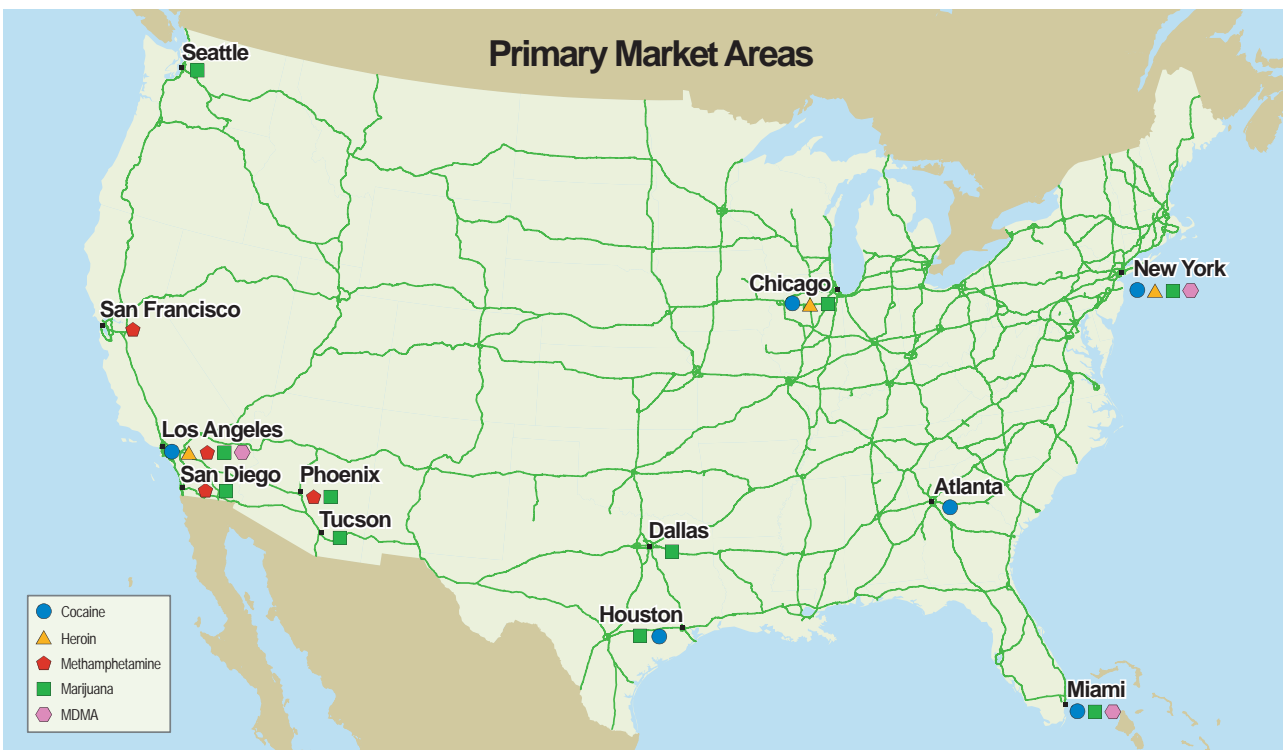 Primary Market Areas
Seattle
San Francisco
Los Angeles
San Diego
Phoenix
Tucson
Dallas
Houston
Chicago
New York
Atlanta
Miami
Cocaine
Heroin
Methamphetamine
Marijuana
MDMA